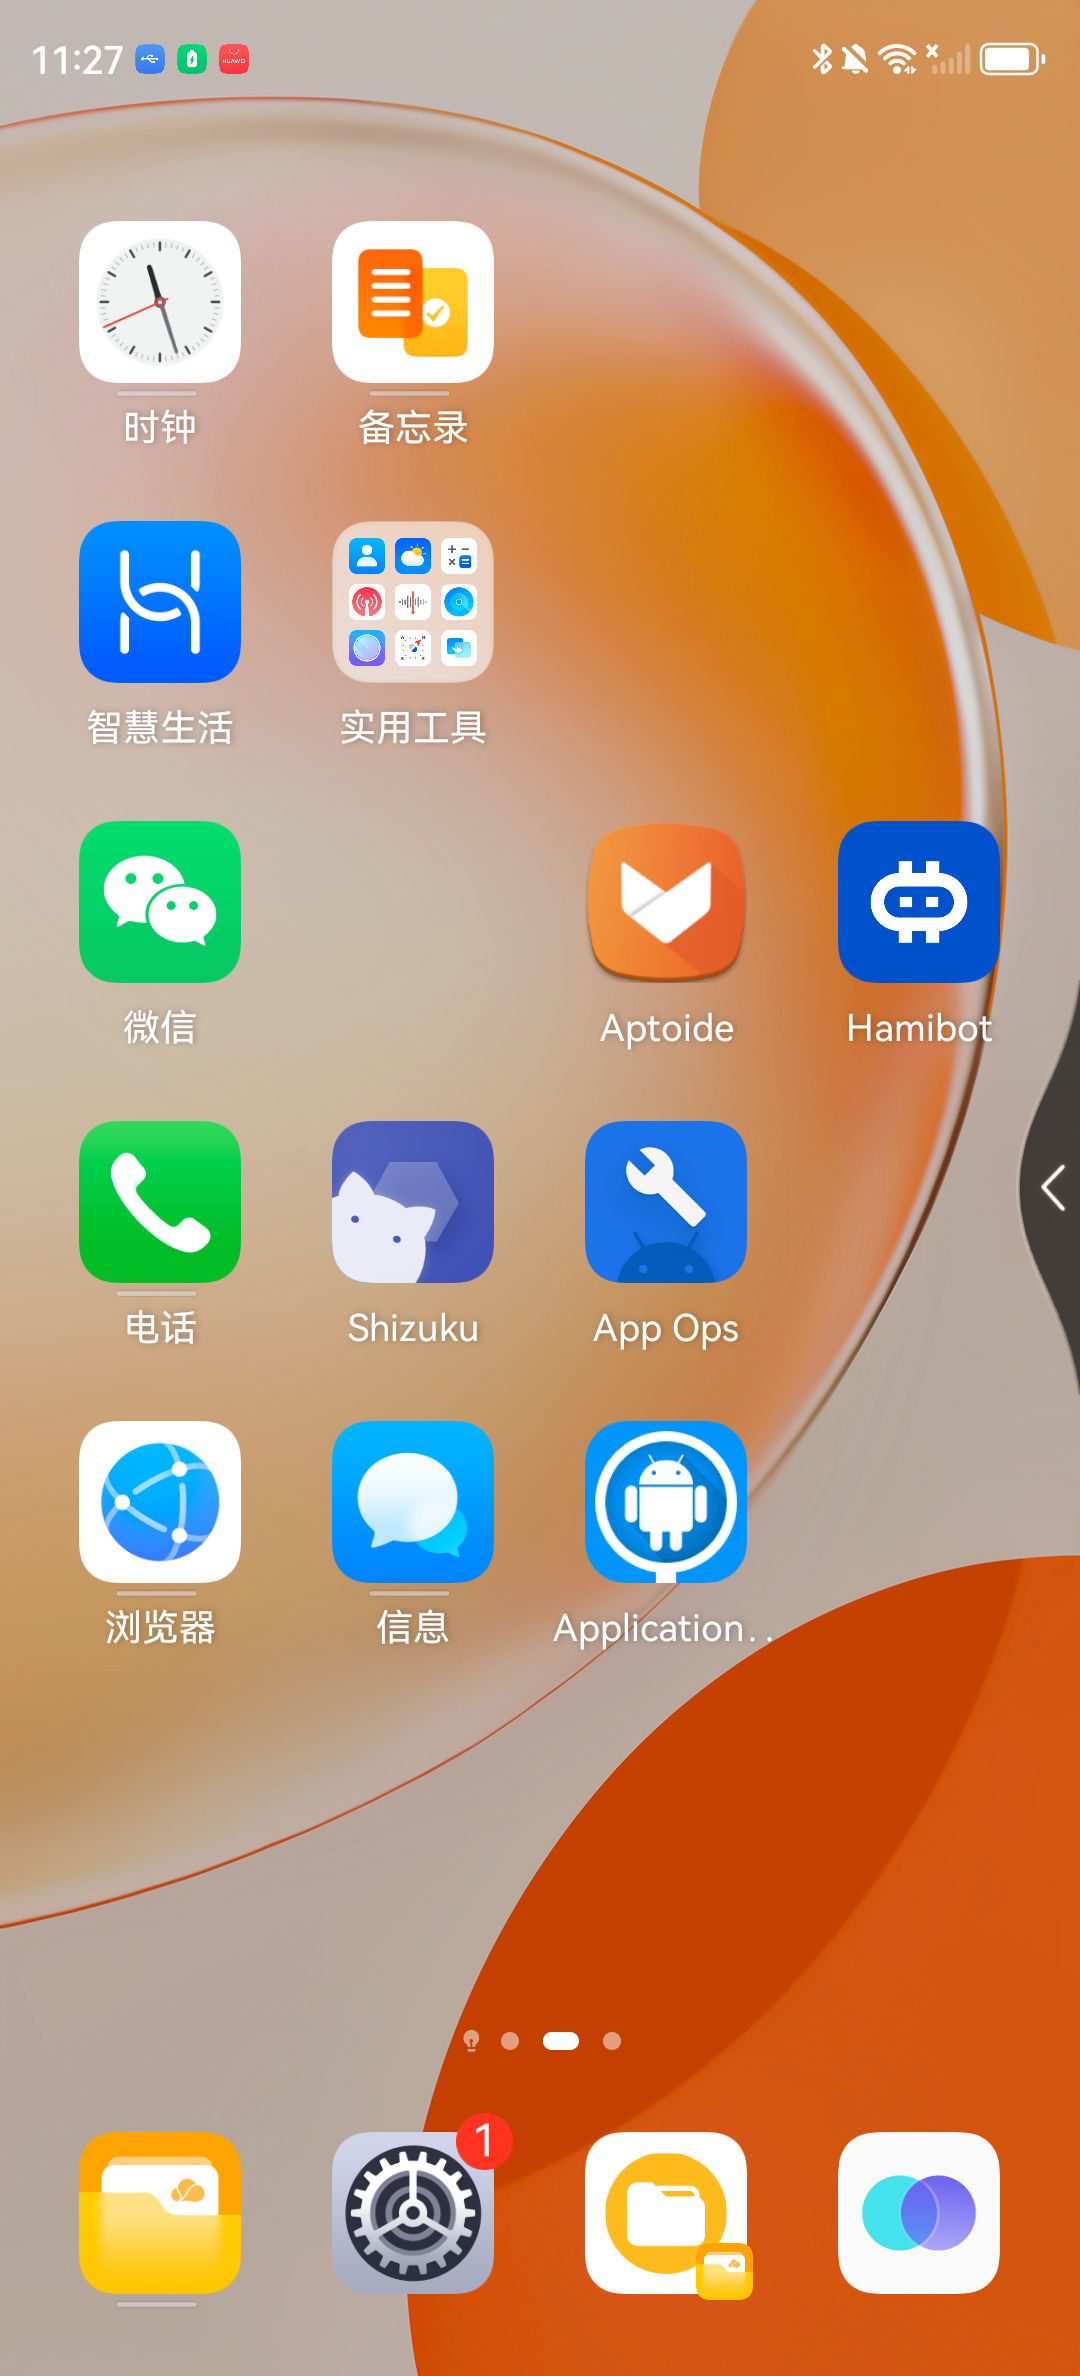 11:27
HUAWEI
时钟
备忘录
智慧生活
实用工具
微信
Aptoide
Hamibot
电话
Shizuku
App Ops
浏览器
信息
Application..
1